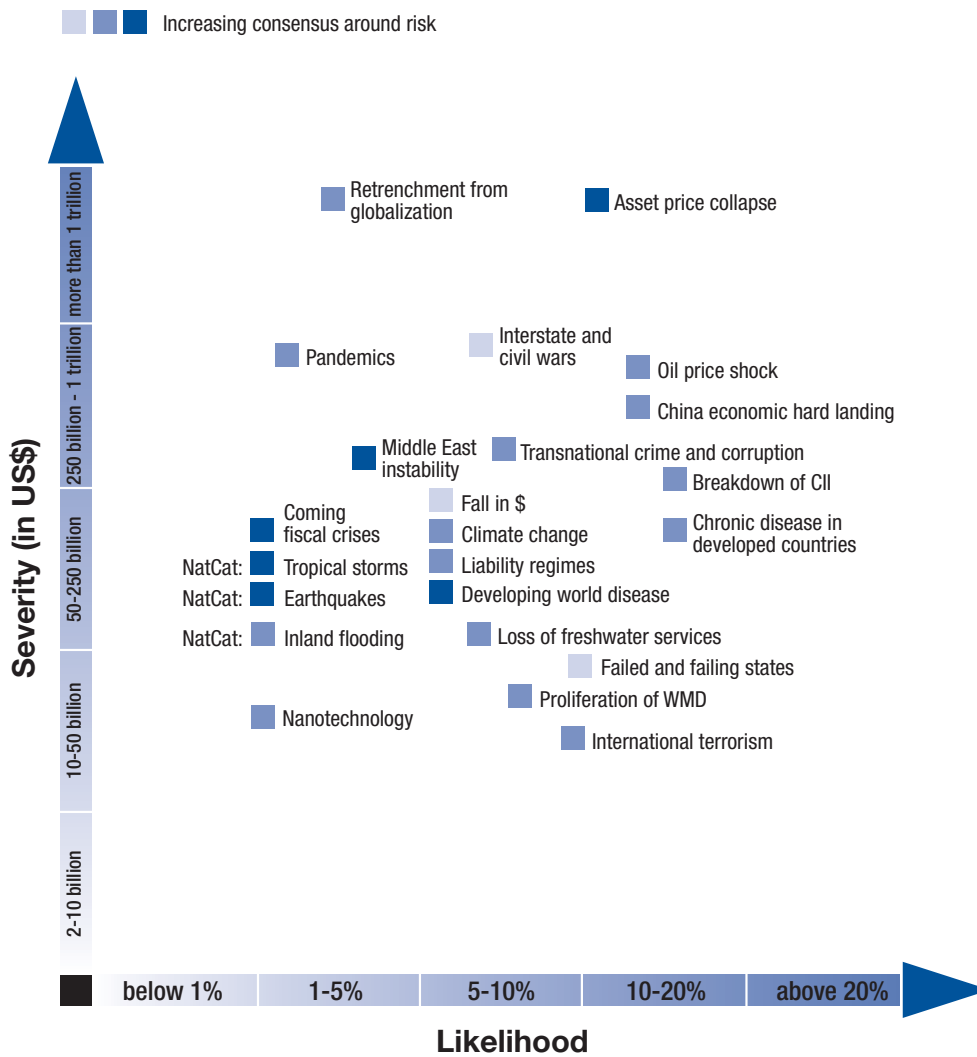 Increasing consensus around risk
Severity (in US$)
more than 1 trillion
250 billion - 1 trillion
50-250 billion
10-50 billion
2-10 billion
Retrenchment from
globalization
Asset price collapse
Pandemics
Interstate and
civil wars
Oil price shock
China economic hard landing
Middle East
instability
Transnational crime and corruption
Breakdown of CII
Fall in $
Coming
fiscal crises
Climate change
Chronic disease in
developed countries
NatCat: Tropical storms
Liability regimes
NatCat: Earthquakes
Developing world disease
NatCat: Inland flooding
Loss of freshwater services
Failed and failing states
Proliferation of WMD
Nanotechnology
International terrorism
below 1%
1-5%
5-10%
10-20%
above 20%
Likelihood